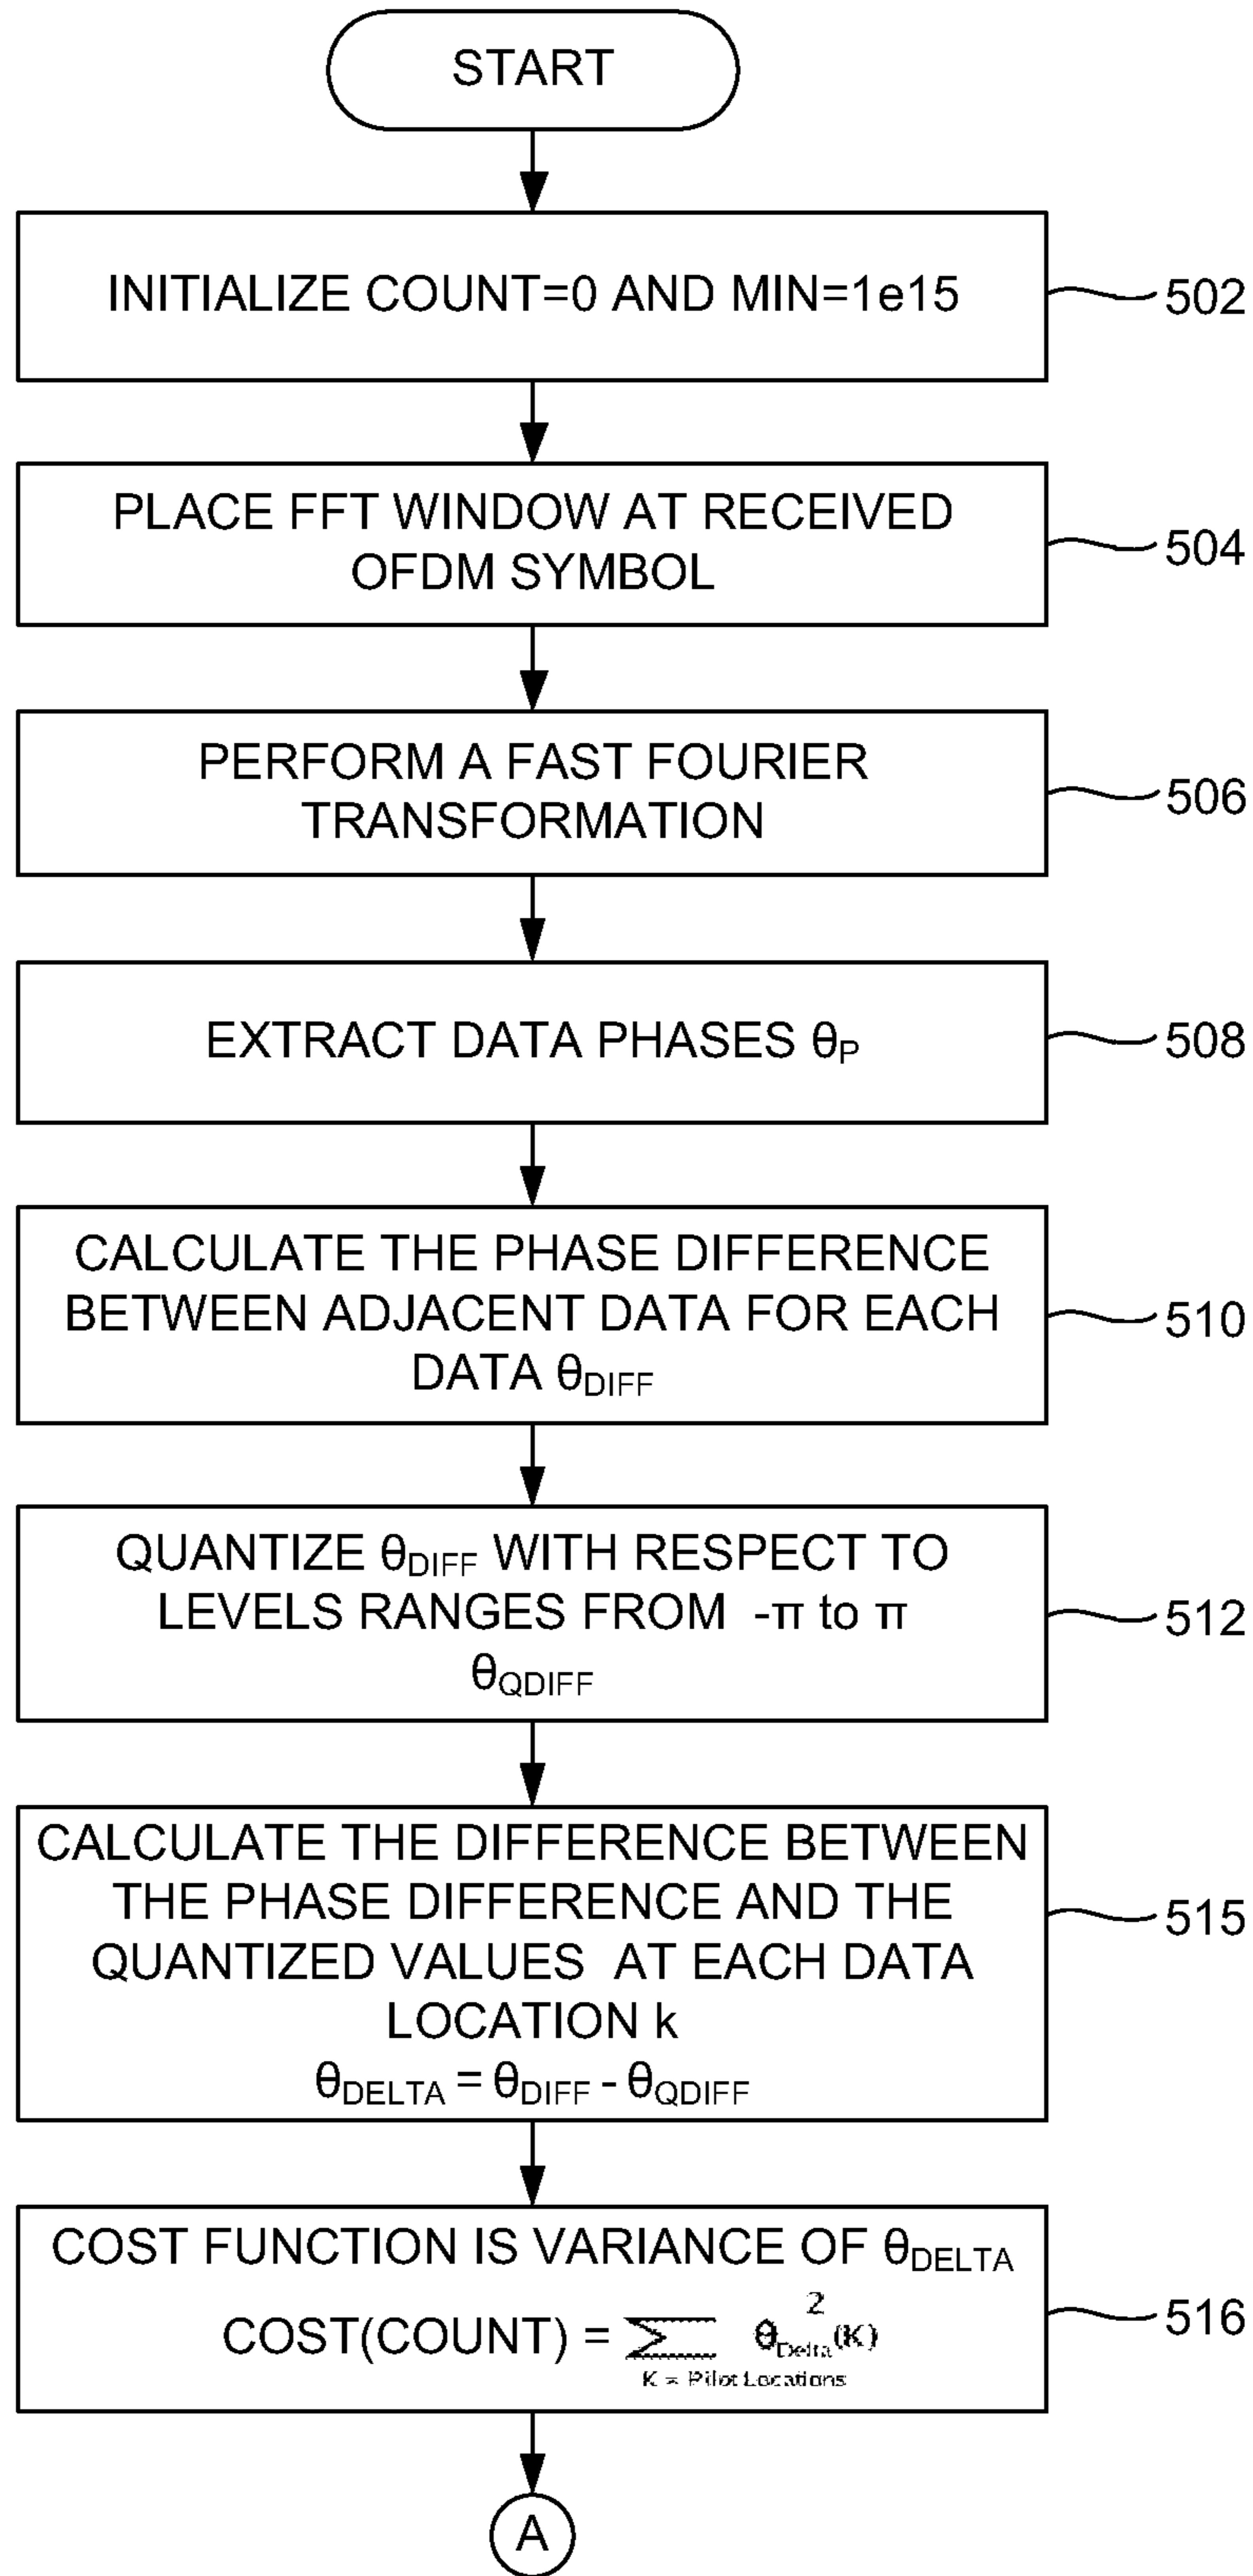 START
INITIALIZE COUNT=0 AND MIN=1e15
502
PLACE FFT WINDOW AT RECEIVED
OFDM SYMBOL
504
PERFORM A FAST FOURIER
TRANSFORMATION
506
EXTRACT DATA PHASES θP
508
CALCULATE THE PHASE DIFFERENCE
BETWEEN ADJACENT DATA FOR EACH
DATA θDIFF
510
QUANTIZE θDIFF WITH RESPECT TO
LEVELS RANGES FROM -π to π
θQDIFF
512
CALCULATE THE DIFFERENCE BETWEEN
THE PHASE DIFFERENCE AND THE
QUANTIZED VALUES AT EACH DATA
LOCATION k
θDELTA = θDIFF - θQDIFF
515
COST FUNCTION IS VARIANCE OF θDELTA
COST(COUNT) = ∑ θDelta²(K)
K = Pilot Locations
516
A